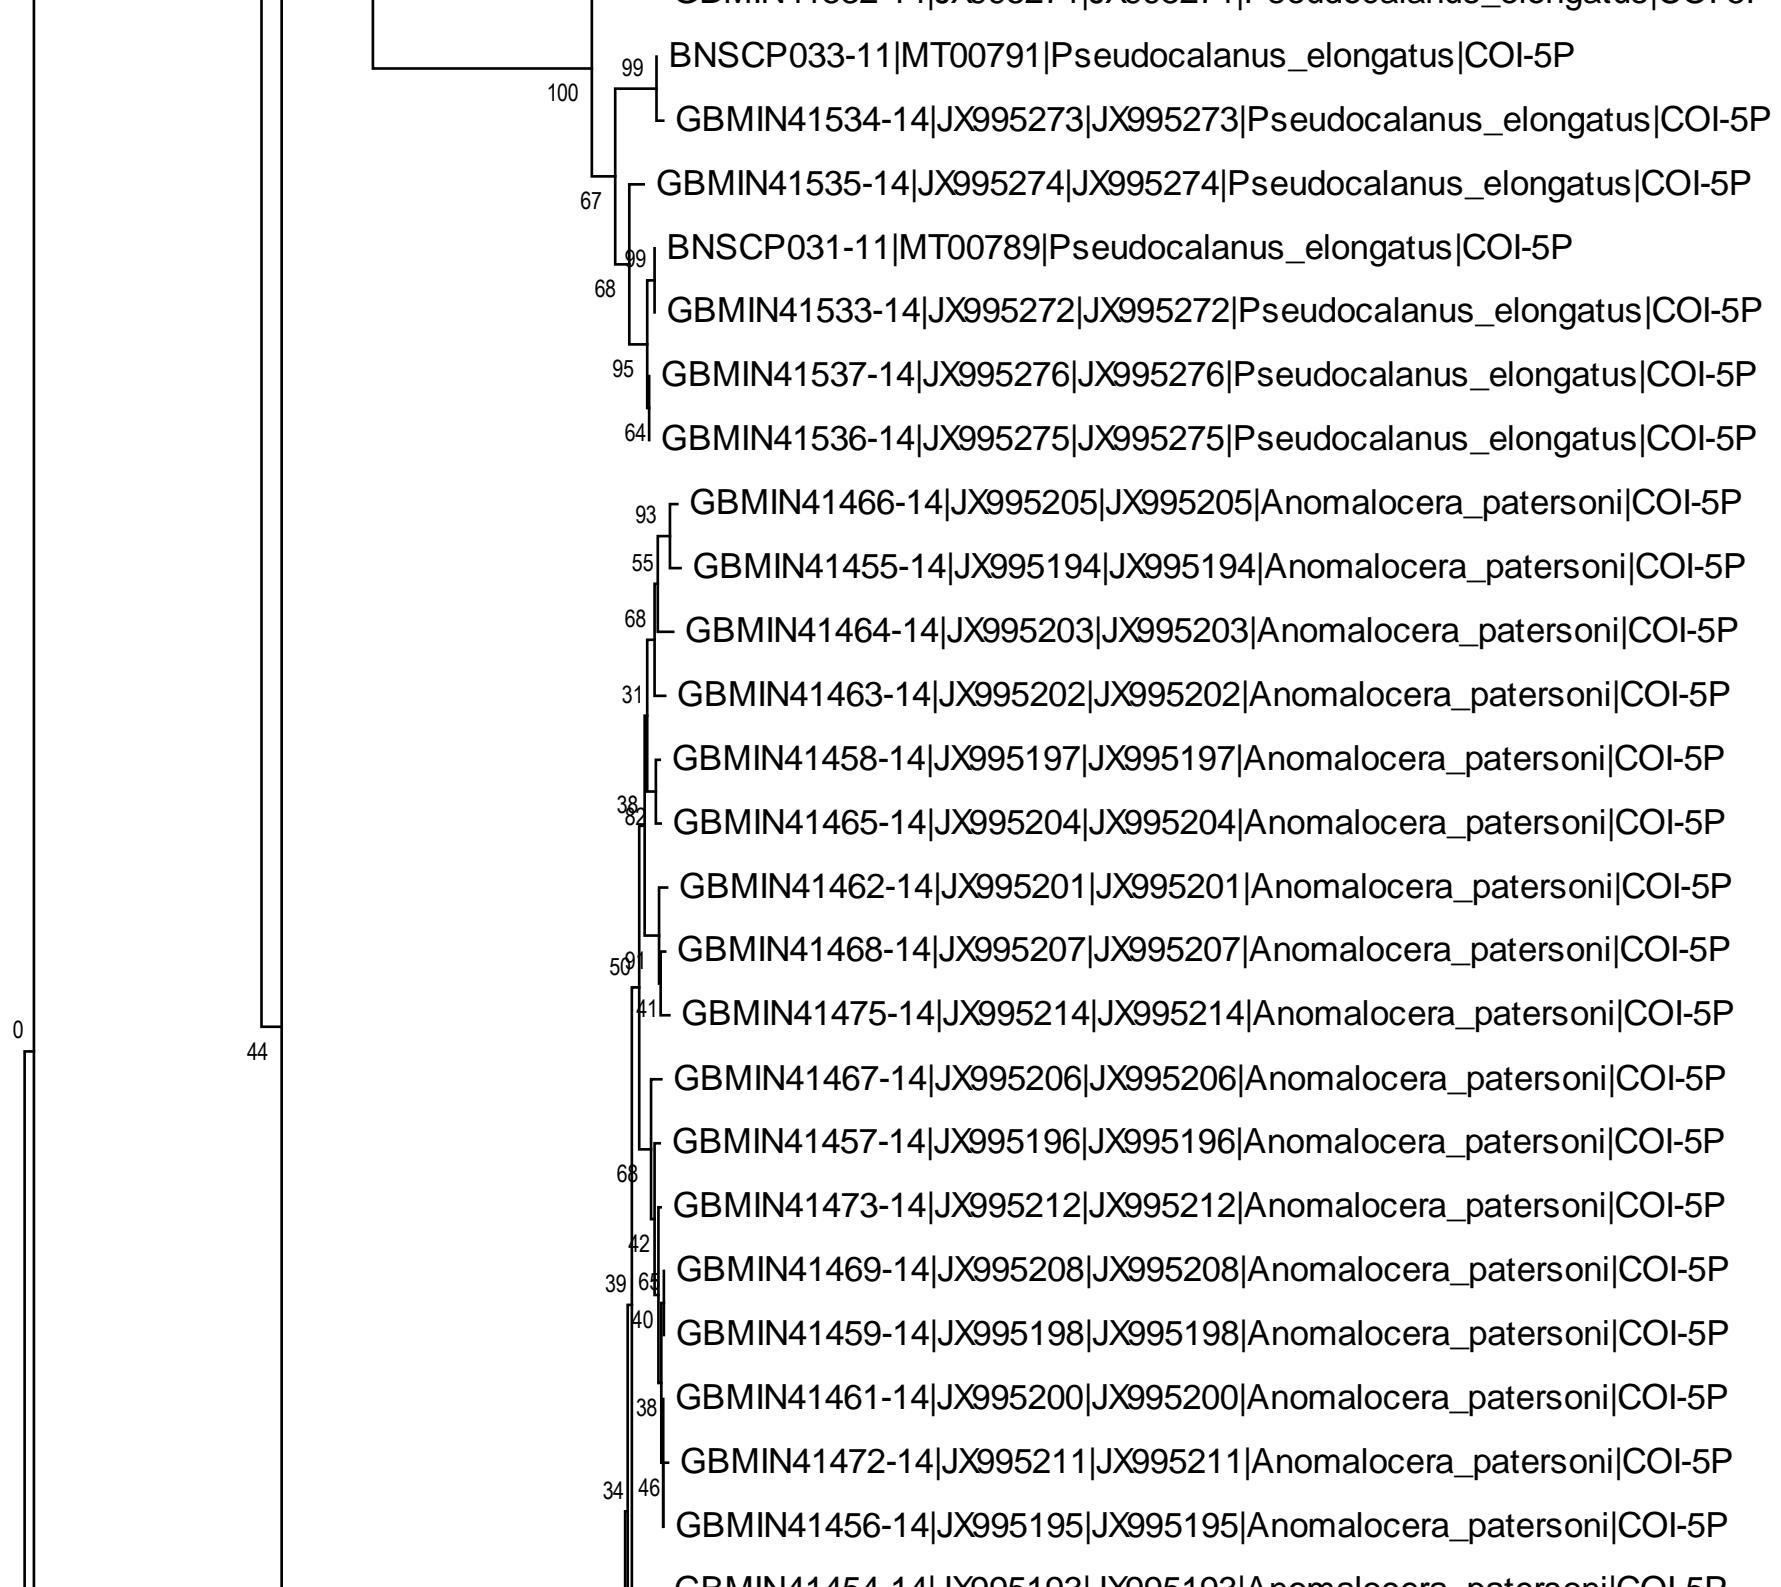 BNSCP033-11|MT00791|Pseudocalanus_elongatus|COI-5P
99
100
GBMIN41534-14|JX995273|JX995273|Pseudocalanus_elongatus|COI-5P
GBMIN41535-14|JX995274|JX995274|Pseudocalanus_elongatus|COI-5P
67
BNSCP031-11|MT00789|Pseudocalanus_elongatus|COI-5P
99
68
GBMIN41533-14|JX995272|JX995272|Pseudocalanus_elongatus|COI-5P
95
GBMIN41537-14|JX995276|JX995276|Pseudocalanus_elongatus|COI-5P
64
GBMIN41536-14|JX995275|JX995275|Pseudocalanus_elongatus|COI-5P
GBMIN41466-14|JX995205|JX995205|Anomalocera_patersoni|COI-5P
93
55
GBMIN41455-14|JX995194|JX995194|Anomalocera_patersoni|COI-5P
68
GBMIN41464-14|JX995203|JX995203|Anomalocera_patersoni|COI-5P
31
GBMIN41463-14|JX995202|JX995202|Anomalocera_patersoni|COI-5P
GBMIN41458-14|JX995197|JX995197|Anomalocera_patersoni|COI-5P
38
82
GBMIN41465-14|JX995204|JX995204|Anomalocera_patersoni|COI-5P
GBMIN41462-14|JX995201|JX995201|Anomalocera_patersoni|COI-5P
GBMIN41468-14|JX995207|JX995207|Anomalocera_patersoni|COI-5P
50
91
41
GBMIN41475-14|JX995214|JX995214|Anomalocera_patersoni|COI-5P
0
44
GBMIN41467-14|JX995206|JX995206|Anomalocera_patersoni|COI-5P
GBMIN41457-14|JX995196|JX995196|Anomalocera_patersoni|COI-5P
68
GBMIN41473-14|JX995212|JX995212|Anomalocera_patersoni|COI-5P
42
GBMIN41469-14|JX995208|JX995208|Anomalocera_patersoni|COI-5P
39
65
40
GBMIN41459-14|JX995198|JX995198|Anomalocera_patersoni|COI-5P
GBMIN41461-14|JX995200|JX995200|Anomalocera_patersoni|COI-5P
38
GBMIN41472-14|JX995211|JX995211|Anomalocera_patersoni|COI-5P
34
46
GBMIN41456-14|JX995195|JX995195|Anomalocera_patersoni|COI-5P